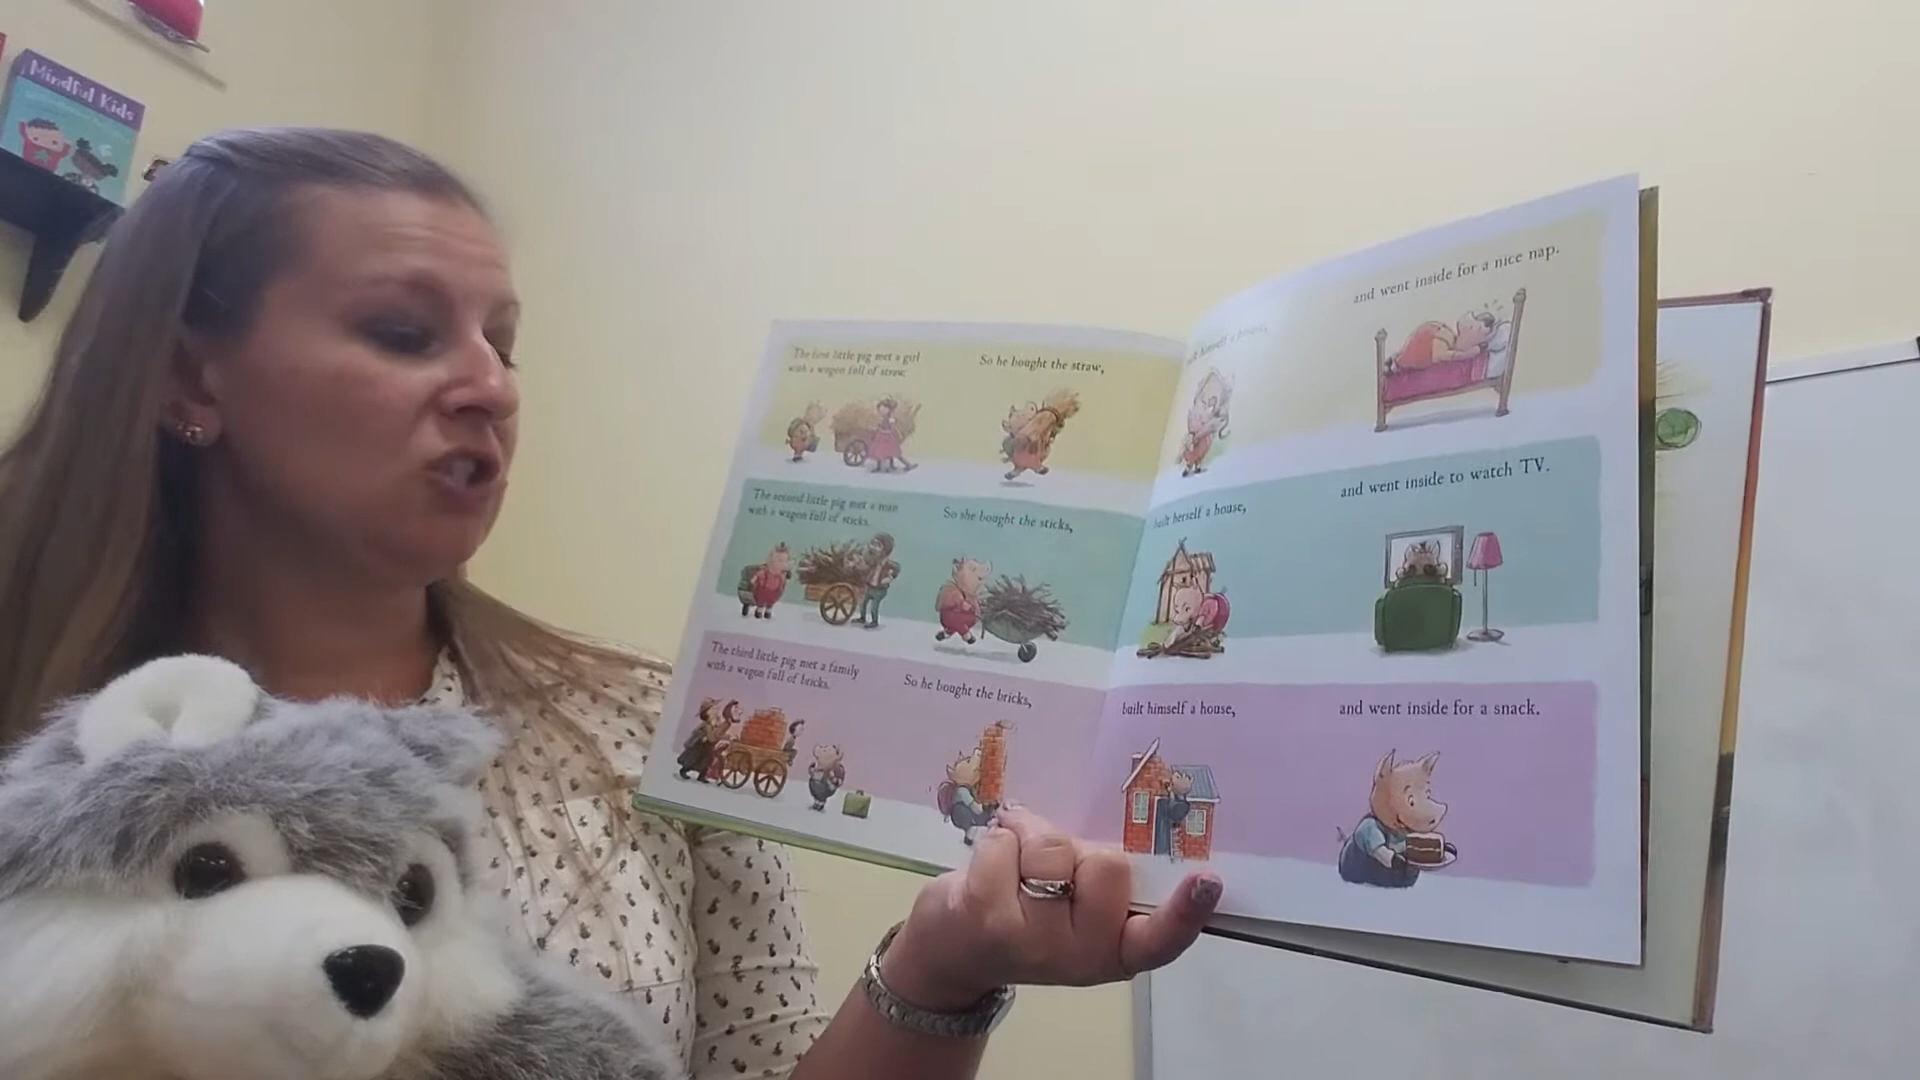 Mindful Kids
The first little pig met a girl
with a wagon full of straw.
So he bought the straw,
built himself a house,
and went inside for a nice nap.
The second little pig met a man
with a wagon full of sticks.
So she bought the sticks,
built herself a house,
and went inside to watch TV.
The third little pig met a family
with a wagon full of bricks.
So he bought the bricks,
built himself a house,
and went inside for a snack.